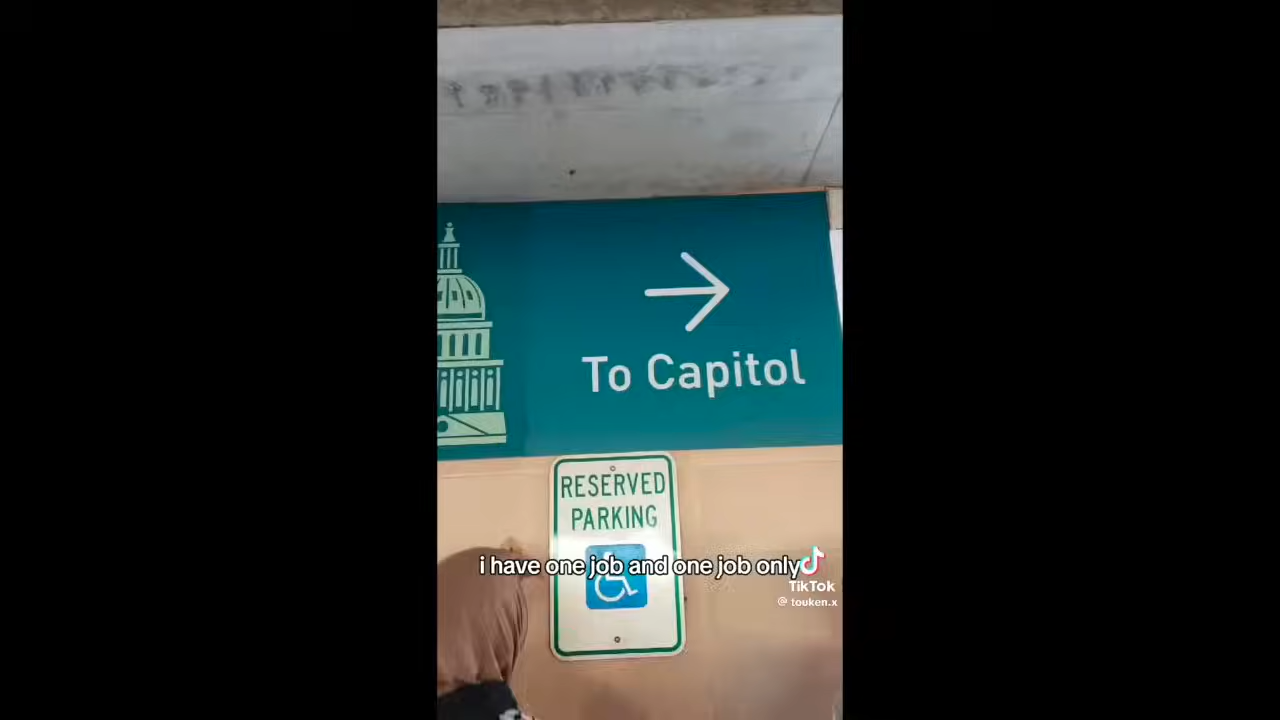 To Capitol
RESERVED
PARKING
i have one job and one job only
TikTok
@ touken.x